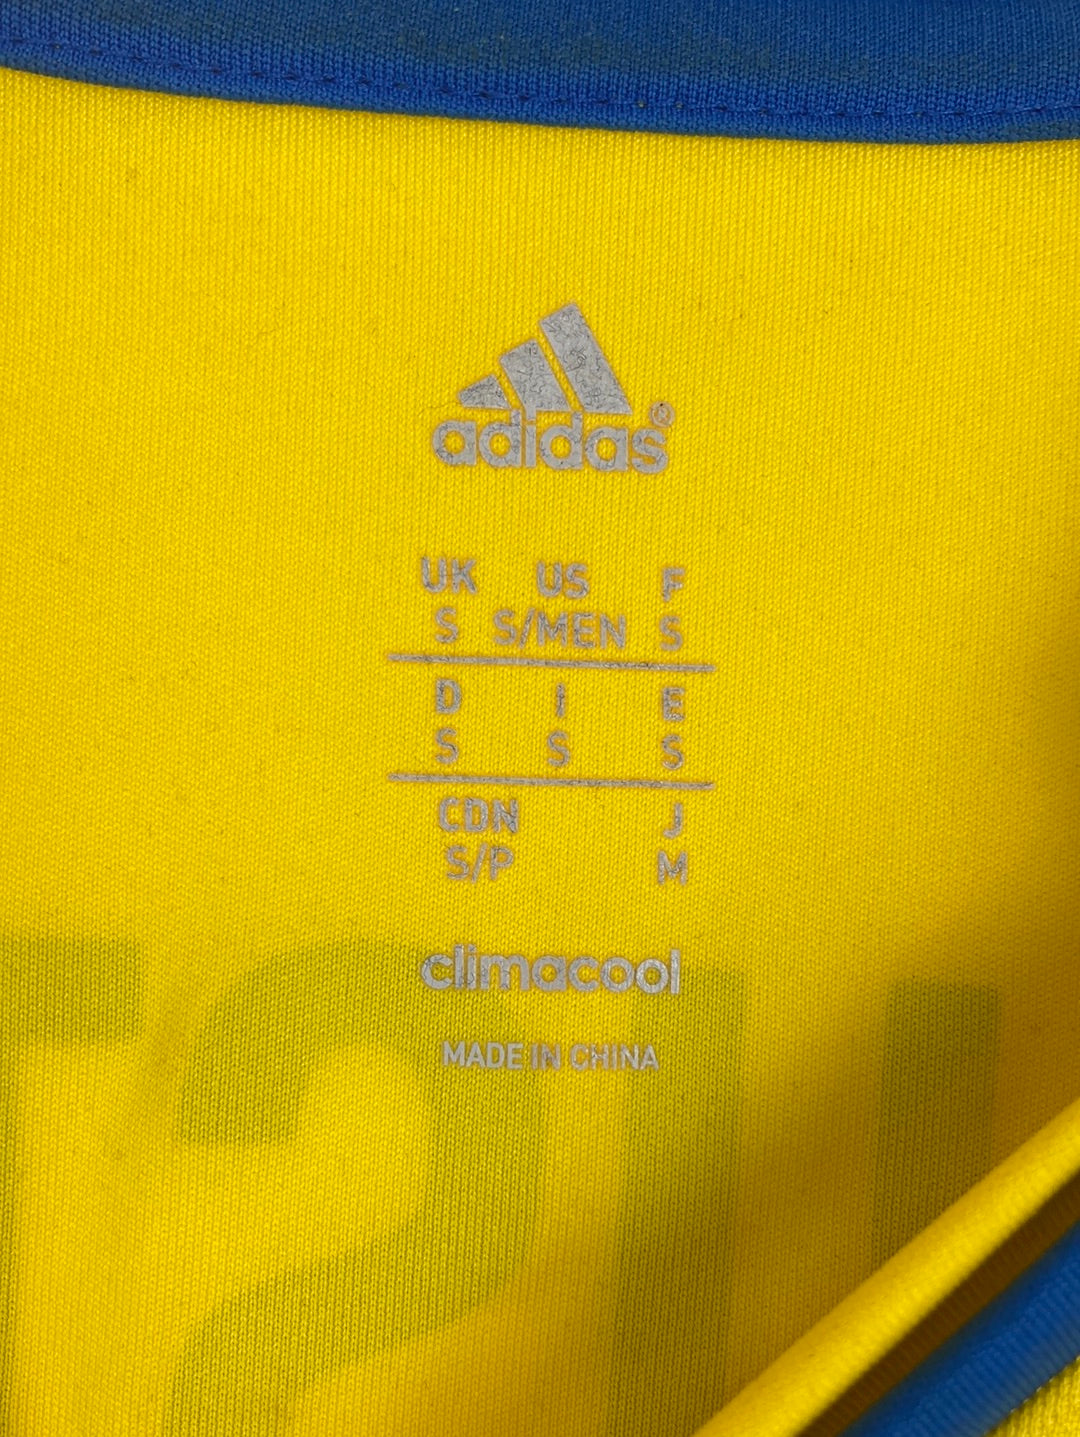 adidas®
UK US F
S S/MEN S
D I E
S S S
CDN J
S/P M
climacool
MADE IN CHINA